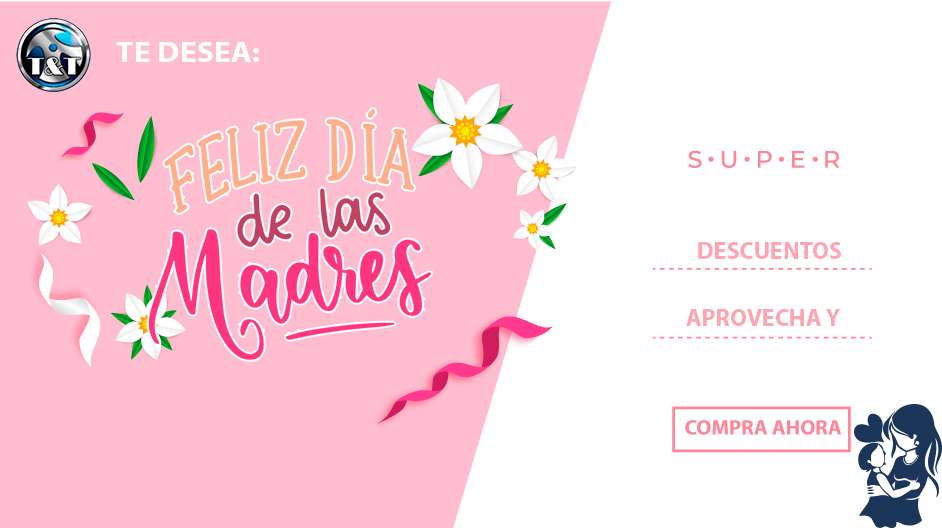 T&T
TE DESEA:
FELIZ DÍA
de las
Madres
S•U•P•E•R
DESCUENTOS
APROVECHA Y
COMPRA AHORA